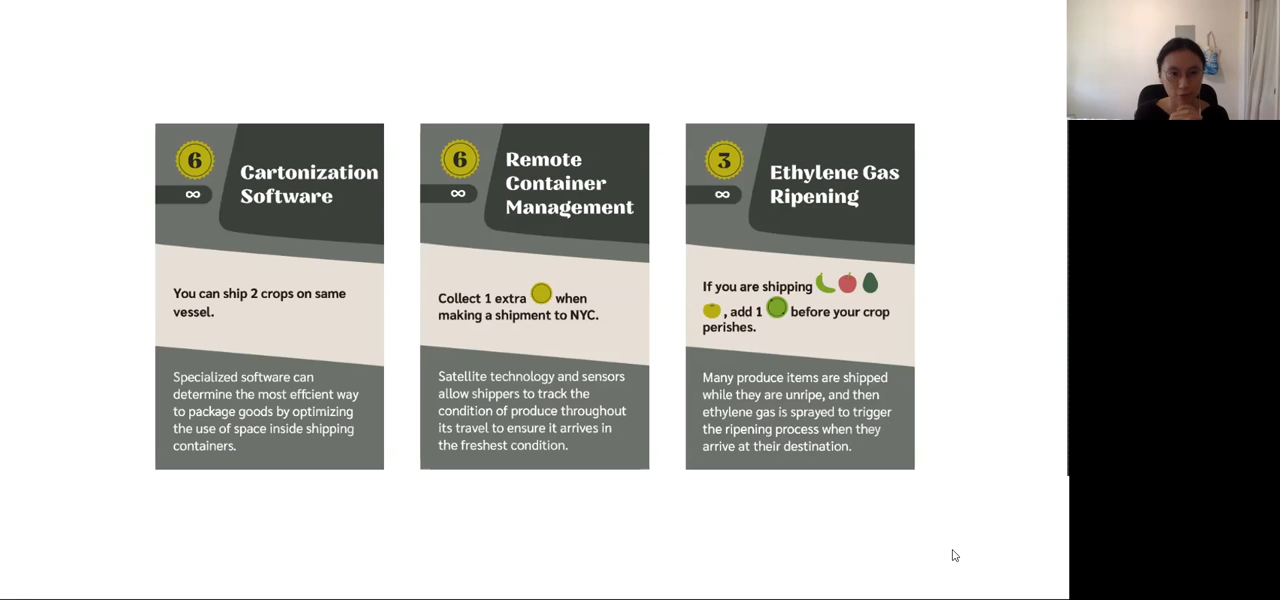 6
∞
Cartonization
Software
You can ship 2 crops on same
vessel.
Specialized software can
determine the most effcient way
to package goods by optimizing
the use of space inside shipping
containers.
6
∞
Remote
Container
Management
Collect 1 extra when
making a shipment to NYC.
Satellite technology and sensors
allow shippers to track the
condition of produce throughout
its travel to ensure it arrives in
the freshest condition.
3
∞
Ethylene Gas
Ripening
If you are shipping
, add 1 before your crop
perishes.
Many produce items are shipped
while they are unripe, and then
ethylene gas is sprayed to trigger
the ripening process when they
arrive at their destination.